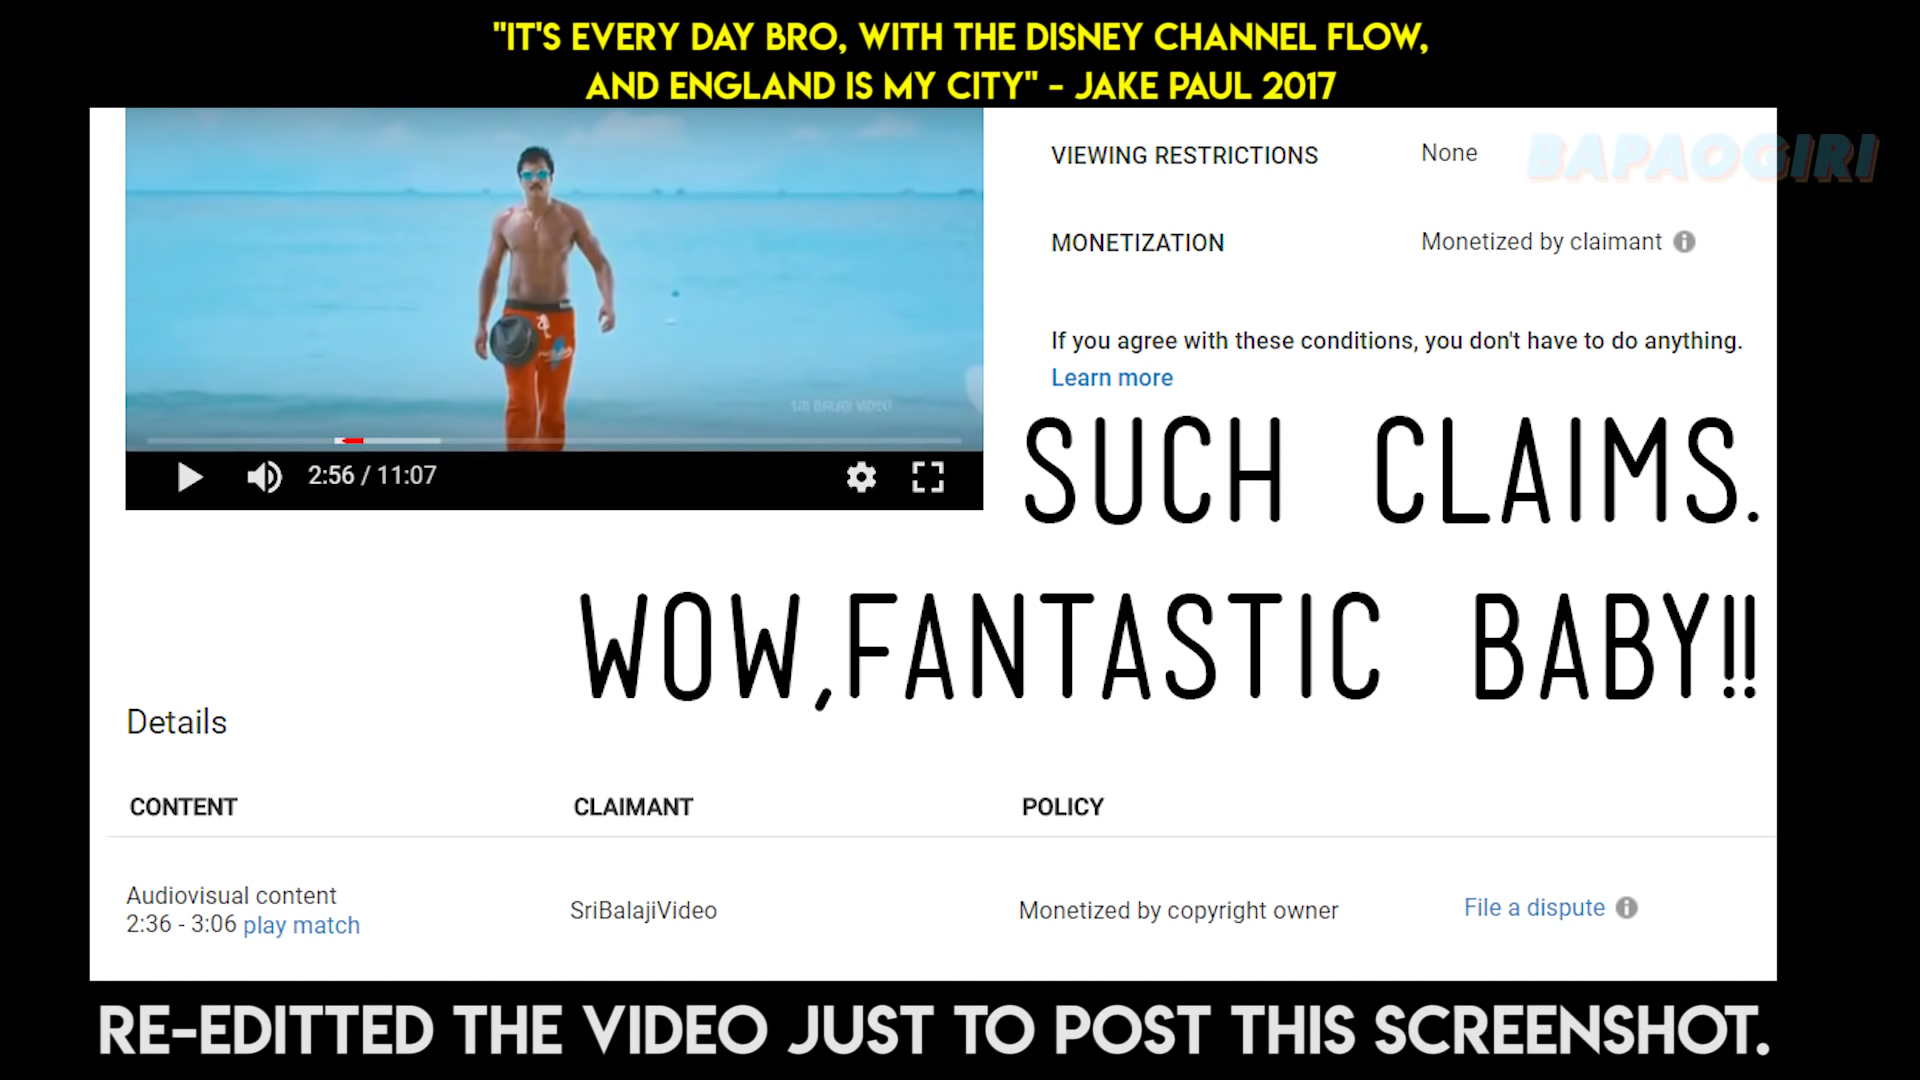 "IT'S EVERY DAY BRO, WITH THE DISNEY CHANNEL FLOW,
AND ENGLAND IS MY CITY" - JAKE PAUL 2017
BAPAOGIRI
VIEWING RESTRICTIONS None
MONETIZATION Monetized by claimant
If you agree with these conditions, you don't have to do anything.
Learn more
SRI BALAJI VIDEO
2:56 / 11:07
SUCH CLAIMS.
WOW,FANTASTIC BABY!!
Details
CONTENT CLAIMANT POLICY
Audiovisual content
2:36 - 3:06 play match SriBalajiVideo Monetized by copyright owner File a dispute
RE-EDITTED THE VIDEO JUST TO POST THIS SCREENSHOT.